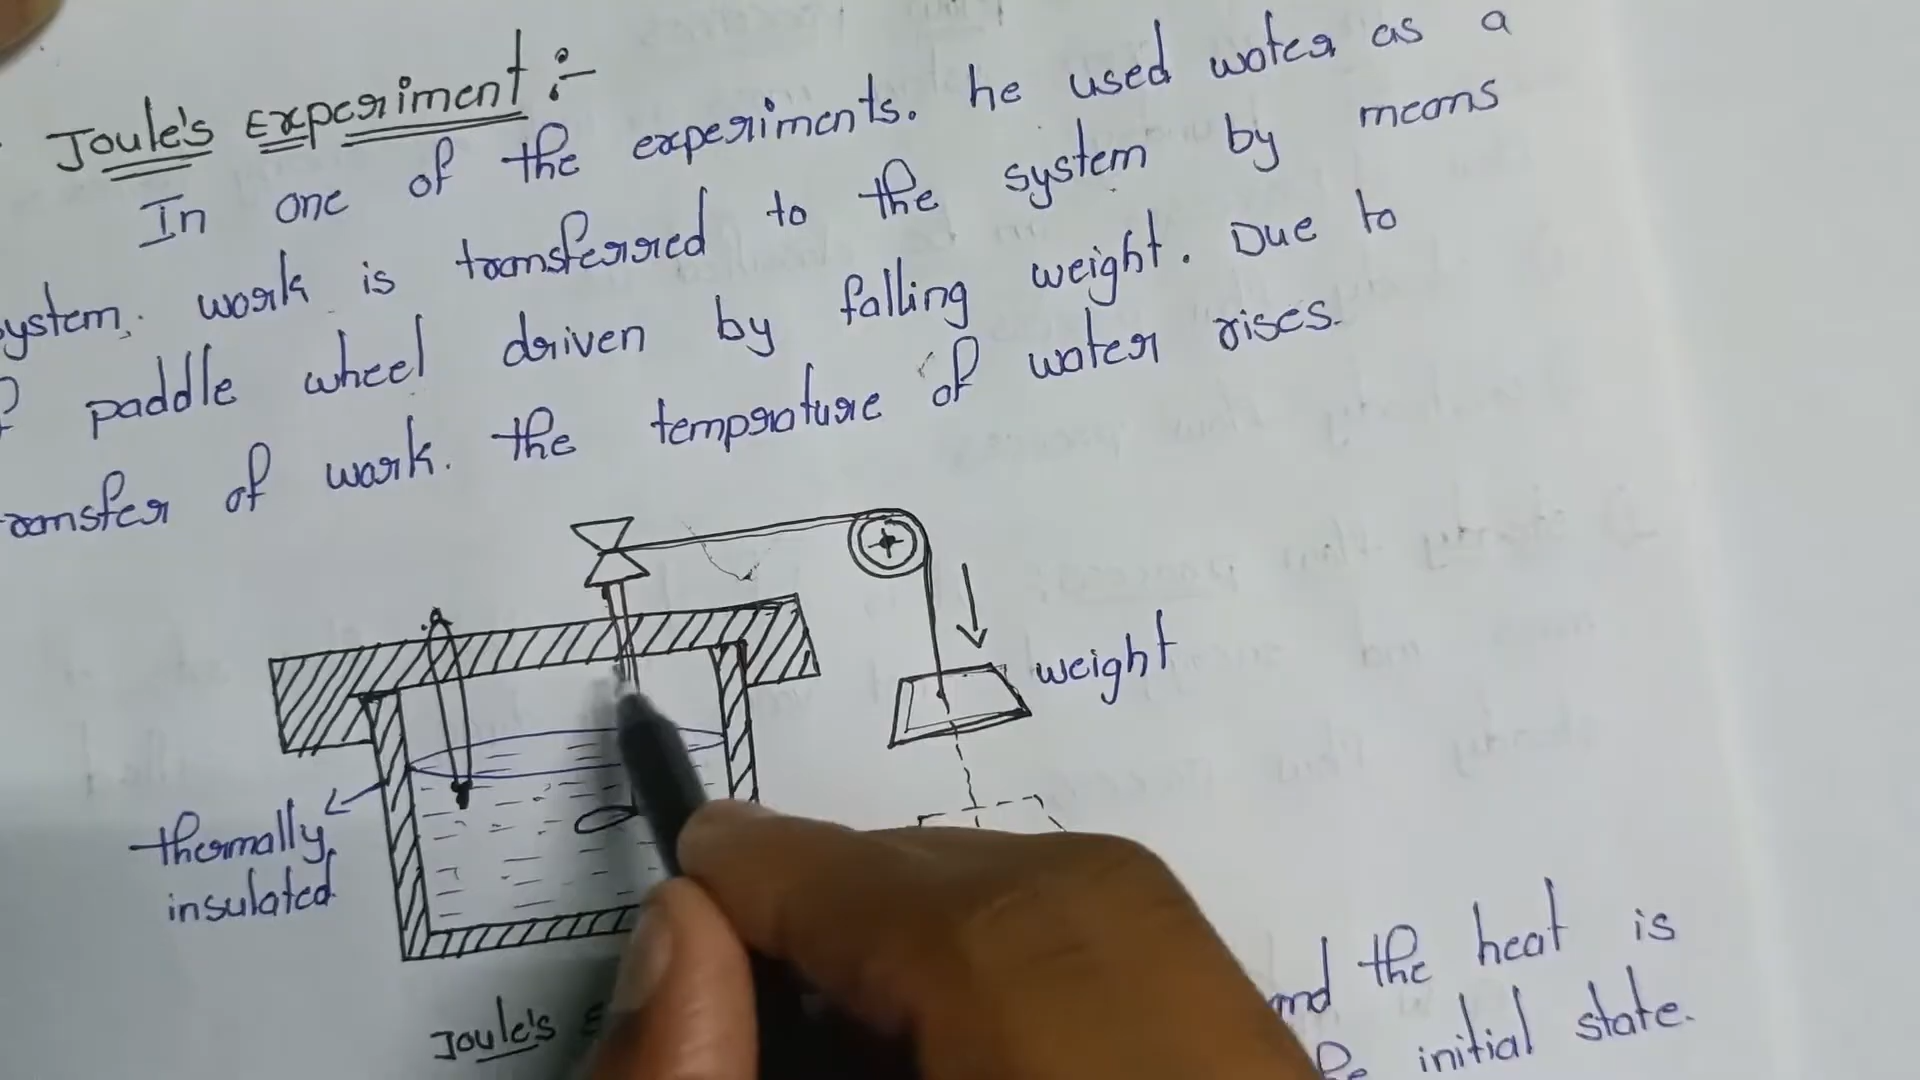 Joule's Experiment :-
In one of the experiments. he used water as a
system. work is transferred to the system by means
paddle wheel driven by falling weight. Due to
transfer of work. the temprature of water rises.
weight
thermally
insulated
Joule's
and the heat is
initial state.